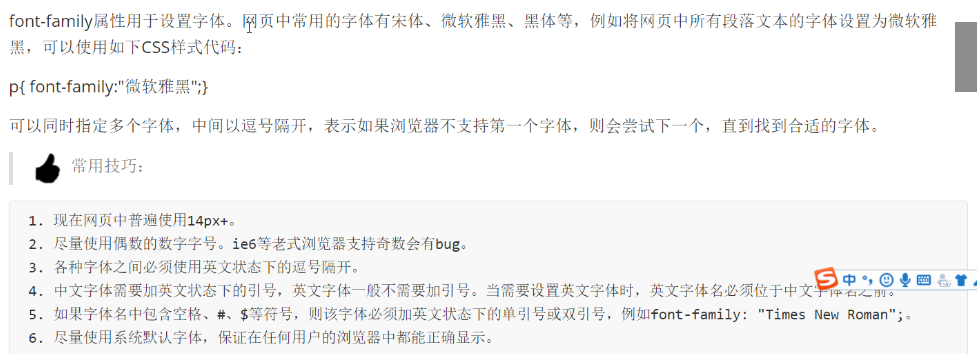 font-family属性用于设置字体。网页中常用的字体有宋体、微软雅黑、黑体等，例如将网页中所有段落文本的字体设置为微软雅
黑，可以使用如下CSS样式代码：
p{ font-family:"微软雅黑";}
可以同时指定多个字体，中间以逗号隔开，表示如果浏览器不支持第一个字体，则会尝试下一个，直到找到合适的字体。
常用技巧：
1. 现在网页中普遍使用14px+。
2. 尽量使用偶数的数字字号。ie6等老式浏览器支持奇数会有bug。
3. 各种字体之间必须使用英文状态下的逗号隔开。
4. 中文字体需要加英文状态下的引号，英文字体一般不需要加引号。当需要设置英文字体时，英文字体名必须位于中文字体名之前。
5. 如果字体名中包含空格、#、$等符号，则该字体必须加英文状态下的单引号或双引号，例如font-family: "Times New Roman";。
6. 尽量使用系统默认字体，保证在任何用户的浏览器中都能正确显示。
S 中